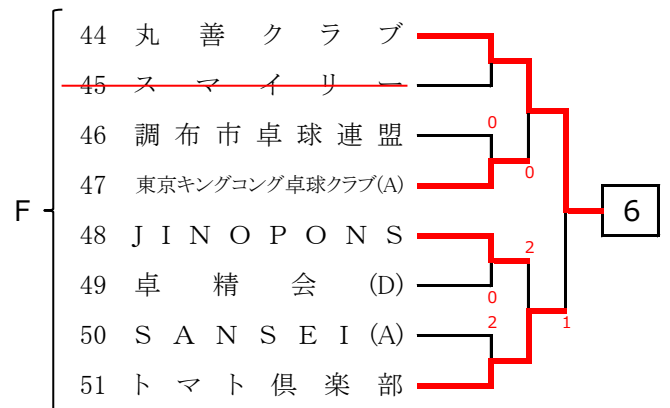 44 丸善クラブ
45 スマイリー
0
46 調布市卓球連盟
0
47 東京キングコング卓球クラブ(A)
F
6
48 JINOPONS
2
49 卓精会(D)
0
2
1
50 SANSEI(A)
51 トマト倶楽部